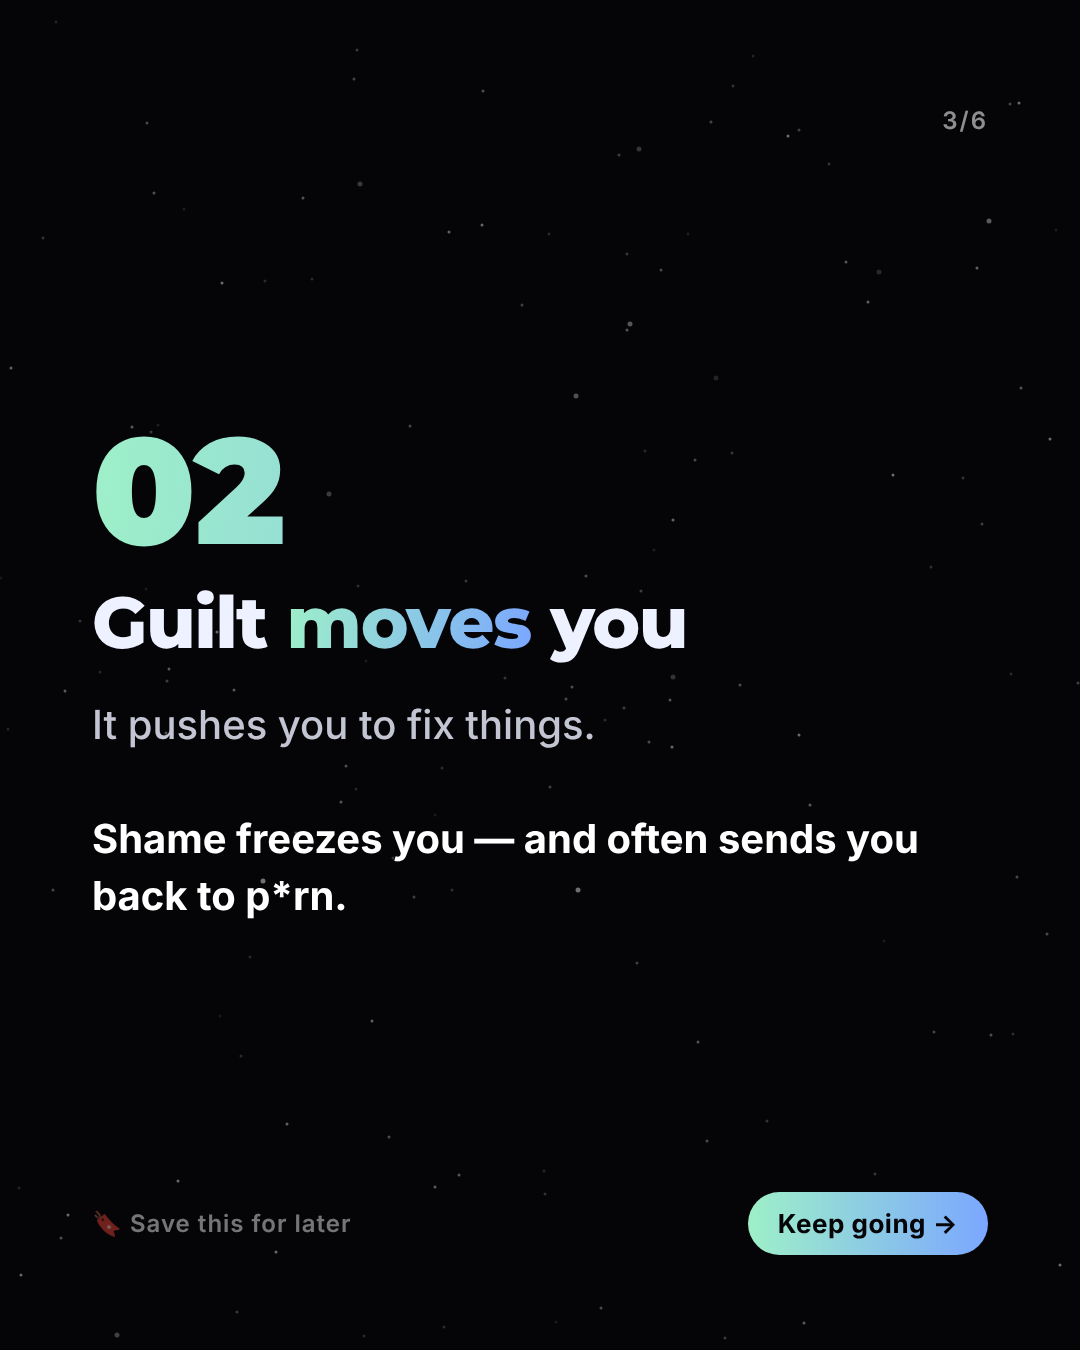 3/6
02
Guilt moves you
It pushes you to fix things.
Shame freezes you — and often sends you
back to p*rn.
🔖 Save this for later
Keep going →